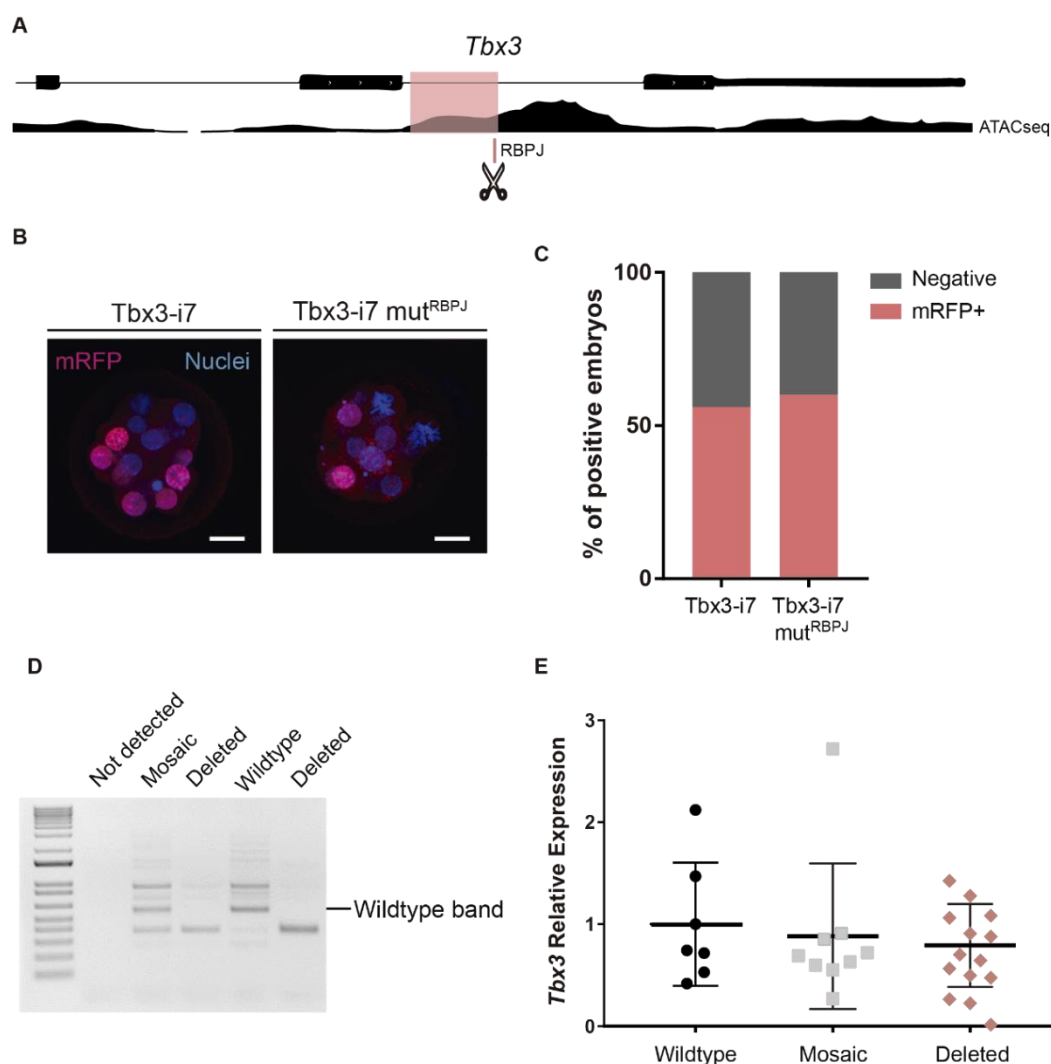 A
Tbx3
ATACseq
RBPJ
B
Tbx3-i7
Tbx3-i7 mutRBPJ
mRFP
Nuclei
C
100
50
0
% of positive embryos
Negative
mRFP+
Tbx3-i7
Tbx3-i7
mutRBPJ
D
Not detected
Mosaic
Deleted
Wildtype
Deleted
Wildtype band
E
3
2
1
0
Tbx3 Relative Expression
Wildtype
Mosaic
Deleted